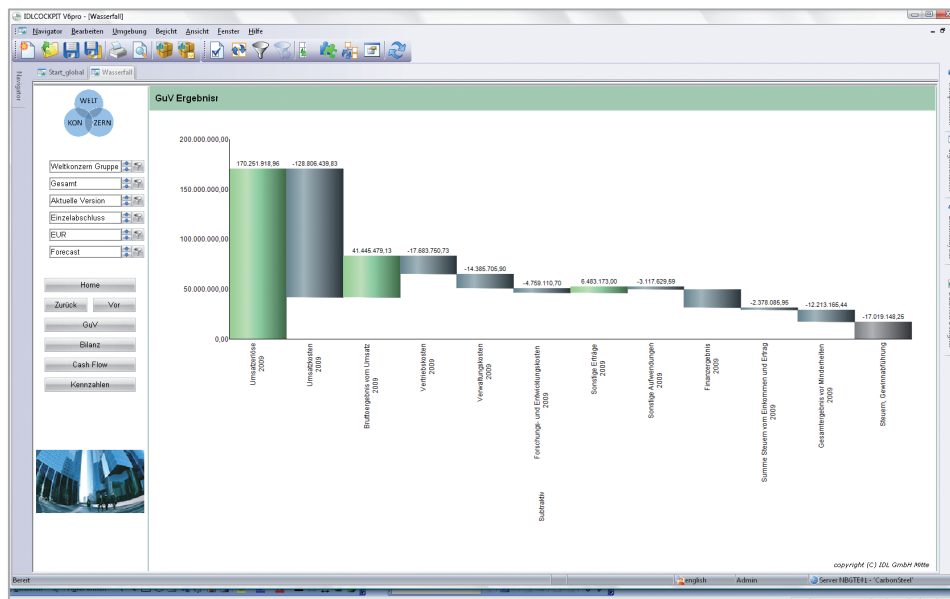 IDLCOCKPIT V6pro - [Wasserfall]
Navigator Bearbeiten Umgebung Bericht Ansicht Fenster Hilfe
Start_global Wasserfall
Navigator
WELT
KON ZERN
GuV Ergebnis
Weltkonzern Gruppe
Gesamt
Aktuelle Version
Einzelabschluss
EUR
Forecast
Home
Zurück Vor
GuV
Bilanz
Cash Flow
Kennzahlen
200.000.000,00
150.000.000,00
100.000.000,00
50.000.000,00
0,00
170.251.918,96
-128.806.439,83
41.445.479,13
-17.683.750,73
-14.385.705,90
-4.759.110,70
6.483.173,00
-3.117.629,59
-2.378.085,95
-12.213.165,44
-17.019.148,25
Umsatzerlöse
2009
Umsatzkosten
2009
Bruttoergebnis vom Umsatz
2009
Vertriebskosten
2009
Verwaltungskosten
2009
Forschungs- und Entwicklungskosten
2009
Sonstige Erträge
2009
Sonstige Aufwendungen
2009
Finanzergebnis
2009
Summe Steuern vom Einkommen und Ertrag
2009
Gesamtergebnis vor Minderheiten
2009
Steuern, Gewinnabführung
Subtraktiv
copyright (C) IDL GmbH Mitte
Bereit
english Admin Server NBGTEI1 - 'CarbonSteel'